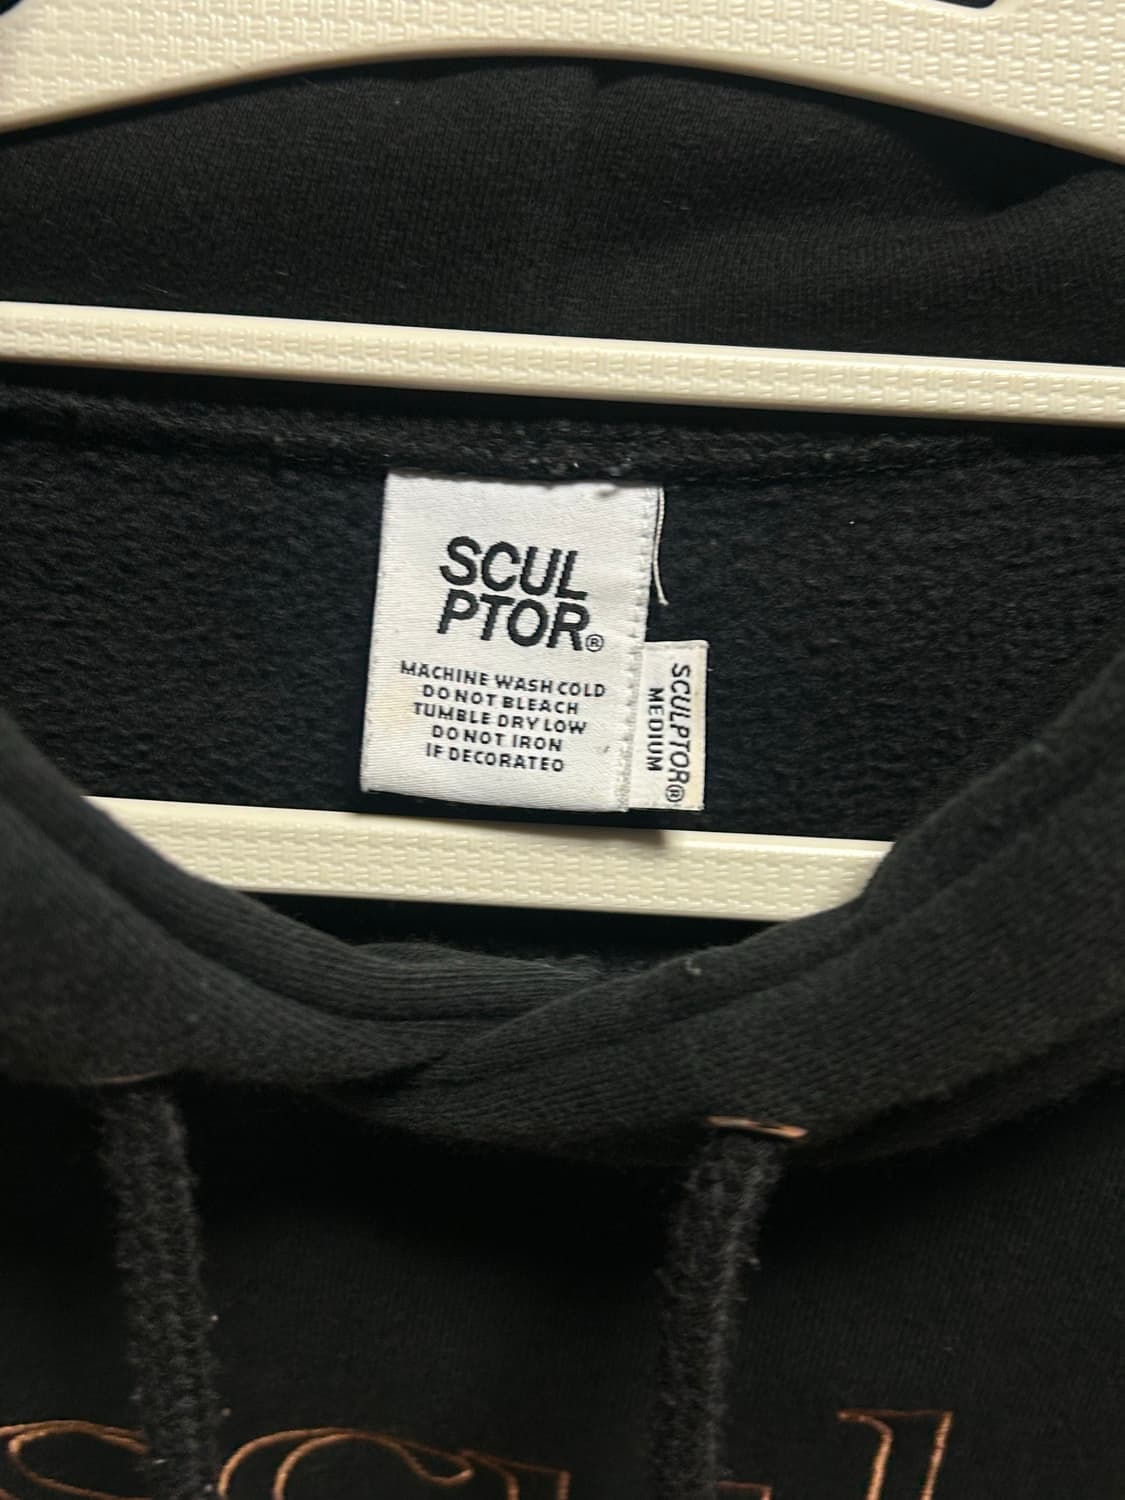 SCUL
PTOR®
MACHINE WASH COLD
DO NOT BLEACH
TUMBLE DRY LOW
DO NOT IRON
IF DECORATED
SCULPTOR®
MEDIUM